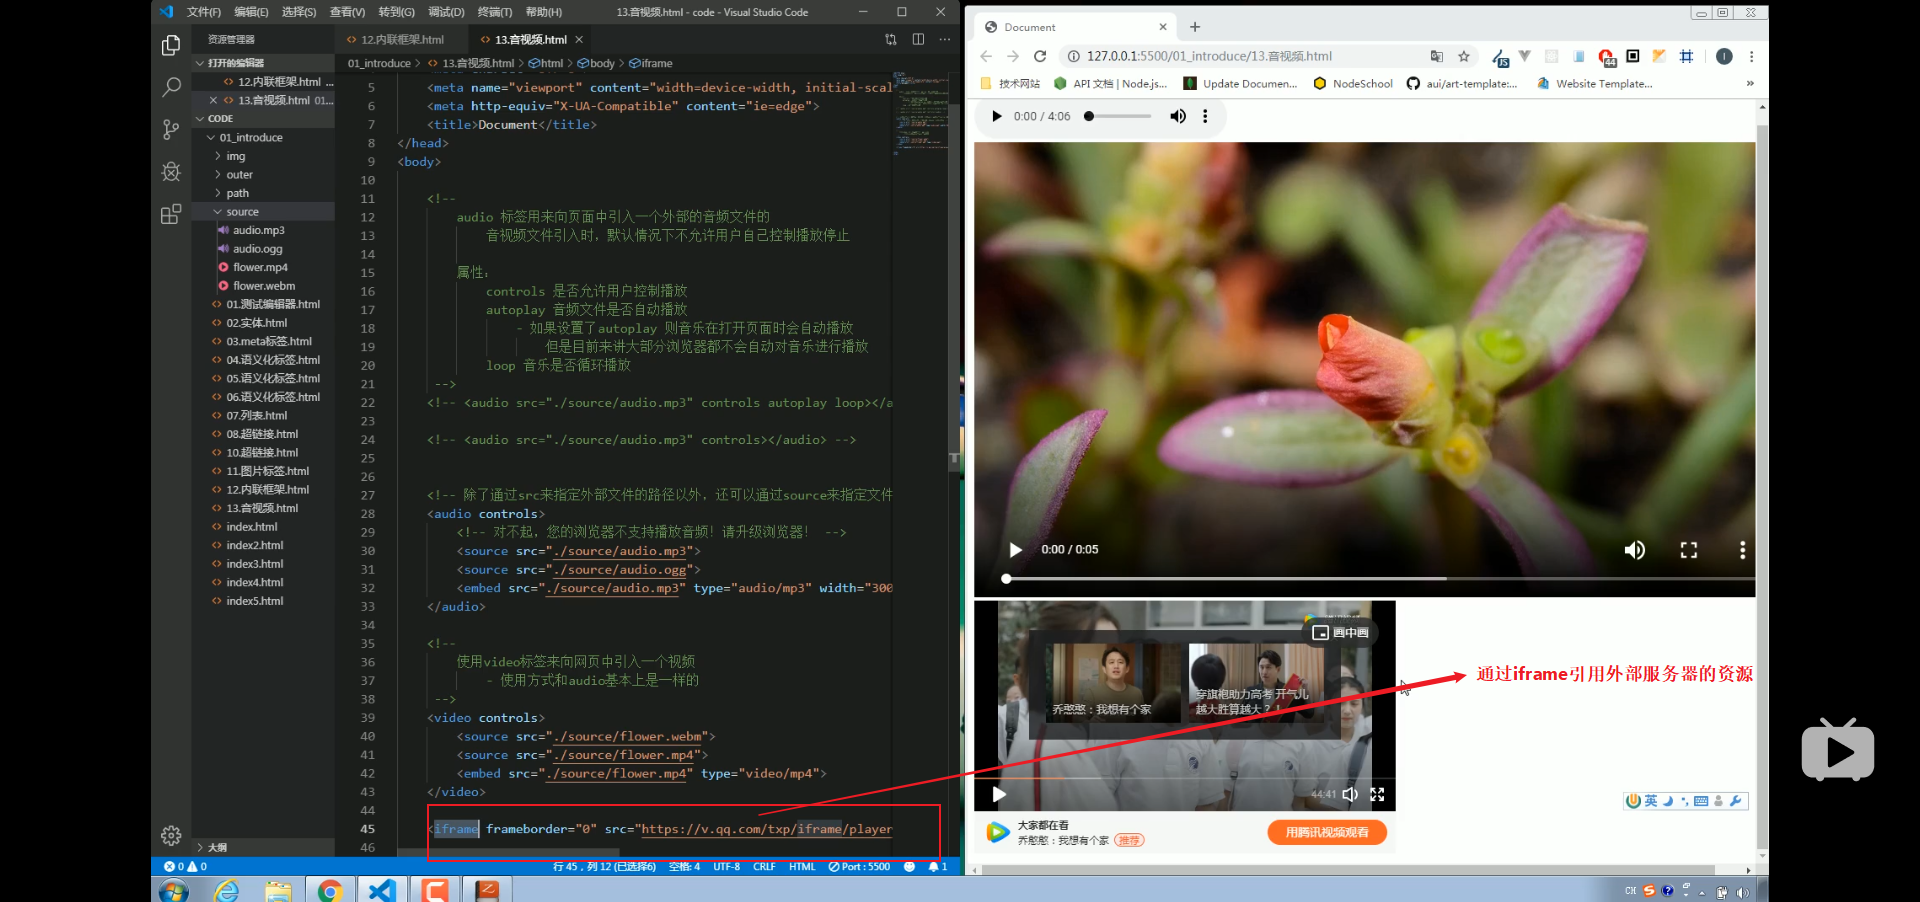 文件(F) 编辑(E) 选择(S) 查看(V) 转到(G) 调试(D) 终端(T) 帮助(H) 13.音视频.html - code - Visual Studio Code
资源管理器
12.内联框架.html
13.音视频.html
打开的编辑器
12.内联框架.html ...
13.音视频.html 01...
CODE
01_introduce
img
outer
path
source
audio.mp3
audio.ogg
flower.mp4
flower.webm
01.测试编辑器.html
02.实体.html
03.meta标签.html
04.语义化标签.html
05.语义化标签.html
06.语义化标签.html
07.列表.html
08.超链接.html
10.超链接.html
11.图片标签.html
12.内联框架.html
13.音视频.html
index.html
index2.html
index3.html
index4.html
index5.html
大纲
01_introduce > 13.音视频.html > html > body > iframe
5 <meta name="viewport" content="width=device-width, initial-scal
6 <meta http-equiv="X-UA-Compatible" content="ie=edge">
7 <title>Document</title>
8 </head>
9 <body>
10
11 <!--
12 audio 标签用来向页面中引入一个外部的音频文件的
13 音视频文件引入时，默认情况下不允许用户自己控制播放停止
14
15 属性：
16 controls 是否允许用户控制播放
17 autoplay 音频文件是否自动播放
18 - 如果设置了autoplay 则音乐在打开页面时会自动播放
19 但是目前来讲大部分浏览器都不会自动对音乐进行播放
20 loop 音乐是否循环播放
21 -->
22 <!-- <audio src="./source/audio.mp3" controls autoplay loop></a
23
24 <!-- <audio src="./source/audio.mp3" controls></audio> -->
25
26
27 <!-- 除了通过src来指定外部文件的路径以外，还可以通过source来指定文件
28 <audio controls>
29 <!-- 对不起，您的浏览器不支持播放音频！请升级浏览器！ -->
30 <source src="./source/audio.mp3">
31 <source src="./source/audio.ogg">
32 <embed src="./source/audio.mp3" type="audio/mp3" width="300
33 </audio>
34
35 <!--
36 使用video标签来向网页中引入一个视频
37 - 使用方式和audio基本上是一样的
38 -->
39 <video controls>
40 <source src="./source/flower.webm">
41 <source src="./source/flower.mp4">
42 <embed src="./source/flower.mp4" type="video/mp4">
43 </video>
44
45 <iframe frameborder="0" src="https://v.qq.com/txp/iframe/player
46
0 0 行 45，列 12 (已选择6) 空格: 4 UTF-8 CRLF HTML Port : 5500 1
Document
127.0.0.1:5500/01_introduce/13.音视频.html
JS
44
技术网站 API 文档 | Node.js... Update Documen... NodeSchool aui/art-template:... Website Template... »
0:00 / 4:06
0:00 / 0:05
画中画
乔憨憨：我想有个家
穿旗袍助力高考 开气儿
越大胜算越大？！
44:41
大家都在看
乔憨憨：我想有个家 推荐
用腾讯视频观看
通过iframe引用外部服务器的资源
英
CH